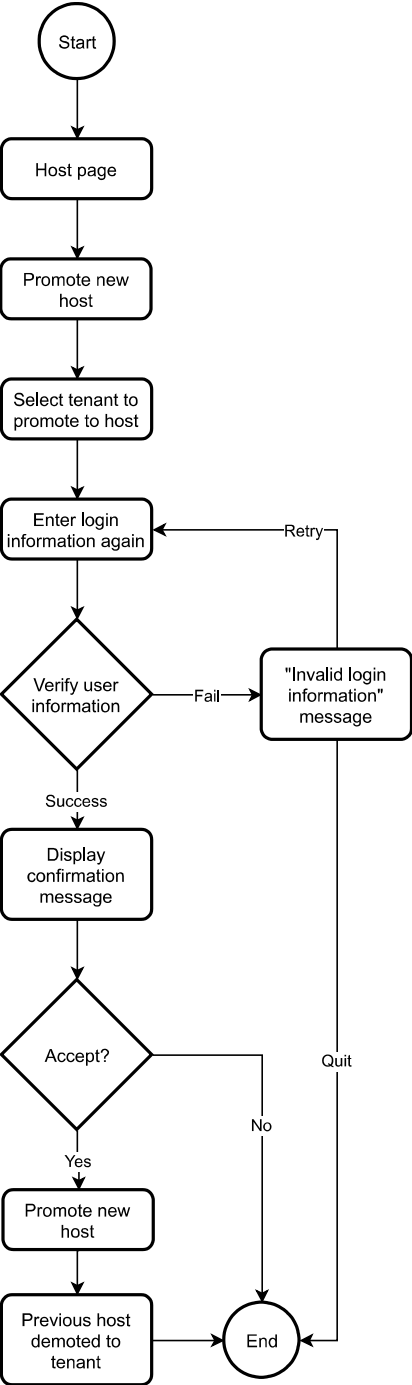 Start
Host page
Promote new
host
Select tenant to
promote to host
Enter login
information again
Retry
Verify user
information
Fail
"Invalid login
information"
message
Success
Display
confirmation
message
Accept?
Quit
No
Yes
Promote new
host
Previous host
demoted to
tenant
End